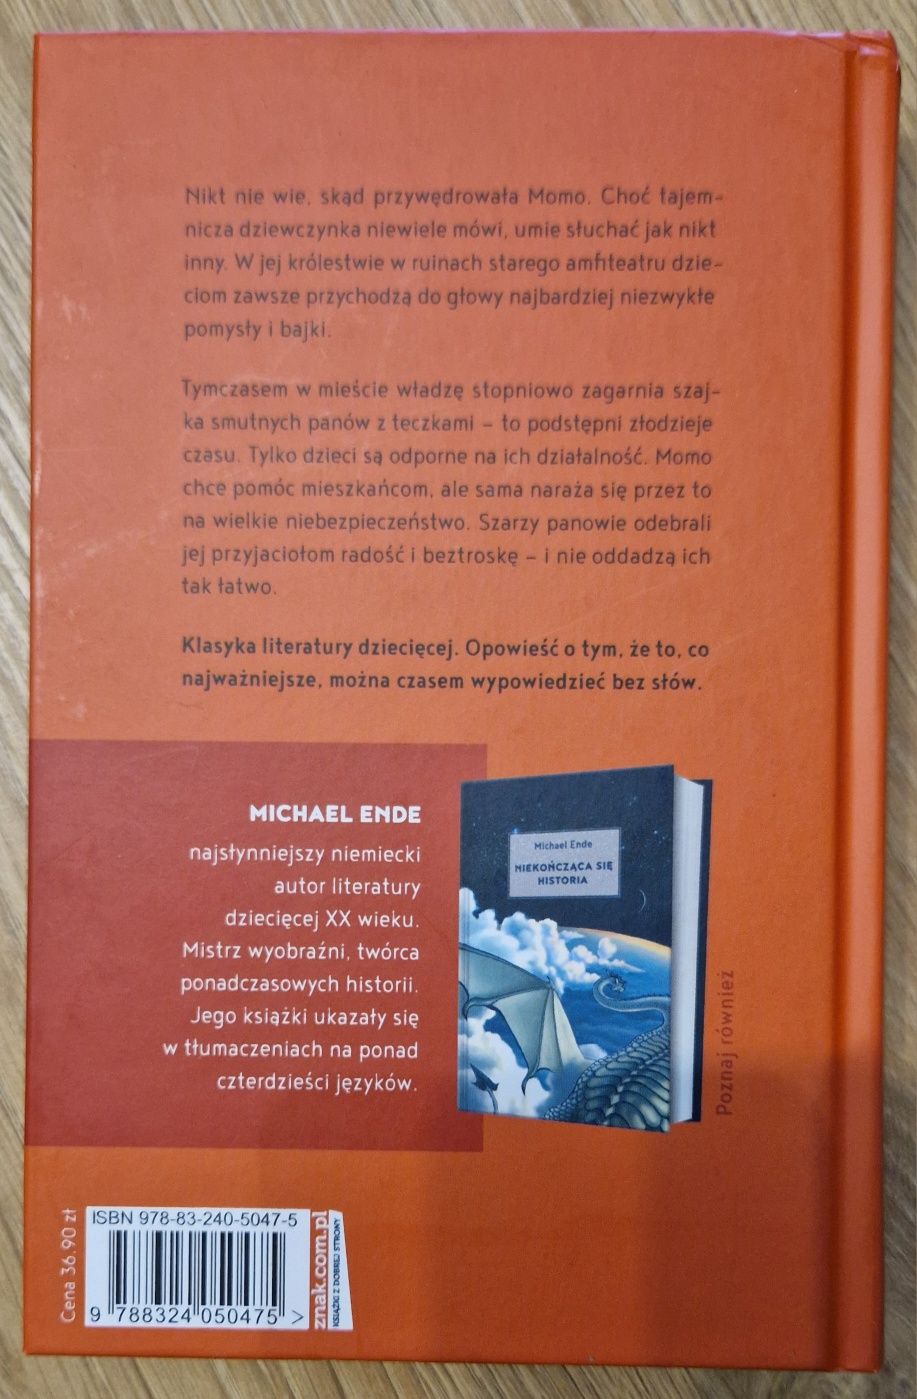 Nikt nie wie, skąd przywędrowała Momo. Choć tajem-
nicza dziewczynka niewiele mówi, umie słuchać jak nikt
inny. W jej królestwie w ruinach starego amfiteatru dzie-
ciom zawsze przychodzą do głowy najbardziej niezwykłe
pomysły i bajki.
Tymczasem w mieście władzę stopniowo zagarnia szaj-
ka smutnych panów z teczkami – to podstępni złodzieje
czasu. Tylko dzieci są odporne na ich działalność. Momo
chce pomóc mieszkańcom, ale sama naraża się przez to
na wielkie niebezpieczeństwo. Szarzy panowie odebrali
jej przyjaciołom radość i beztroskę – i nie oddadzą ich
tak łatwo.
Klasyka literatury dziecięcej. Opowieść o tym, że to, co
najważniejsze, można czasem wypowiedzieć bez słów.
MICHAEL ENDE
najsłynniejszy niemiecki
autor literatury
dziecięcej XX wieku.
Mistrz wyobraźni, twórca
ponadczasowych historii.
Jego książki ukazały się
w tłumaczeniach na ponad
czterdzieści języków.
Michael Ende
NIEKOŃCZĄCA SIĘ
HISTORIA
Poznaj również
Cena 36,90 zł
ISBN 978-83-240-5047-5
9 788324 050475 >
znak.com.pl
KSIĄŻKI Z DOBREJ STRONY